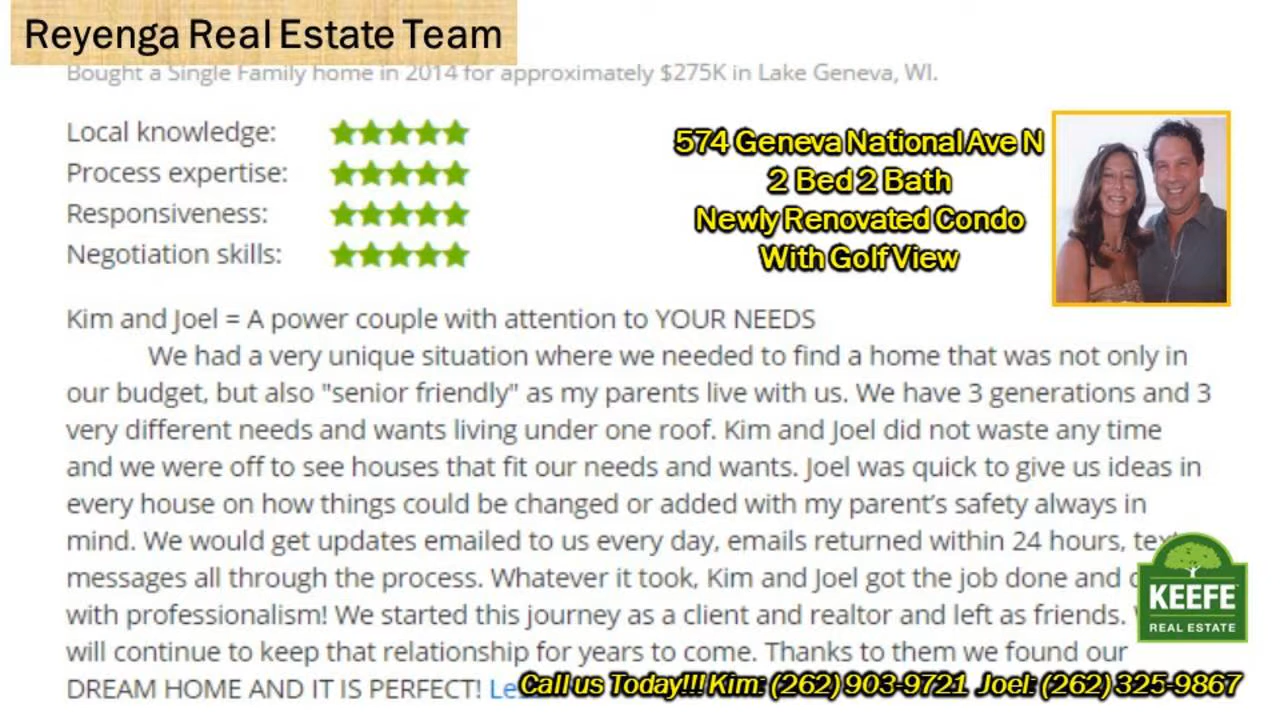 Reyenga Real Estate Team
Bought a Single Family home in 2014 for approximately $275K in Lake Geneva, WI.
Local knowledge:
Process expertise:
Responsiveness:
Negotiation skills:
574 Geneva National Ave N
2 Bed 2 Bath
Newly Renovated Condo
With Golf View
Kim and Joel = A power couple with attention to YOUR NEEDS
We had a very unique situation where we needed to find a home that was not only in
our budget, but also "senior friendly" as my parents live with us. We have 3 generations and 3
very different needs and wants living under one roof. Kim and Joel did not waste any time
and we were off to see houses that fit our needs and wants. Joel was quick to give us ideas in
every house on how things could be changed or added with my parent’s safety always in
mind. We would get updates emailed to us every day, emails returned within 24 hours,
messages all through the process. Whatever it took, Kim and Joel got the job done and
with professionalism! We started this journey as a client and realtor and left as friends.
will continue to keep that relationship for years to come. Thanks to them we found our
DREAM HOME AND IT IS PERFECT!
KEEFE
REAL ESTATE
Call us Today!!! Kim: (262) 903-9721 Joel: (262) 325-9867